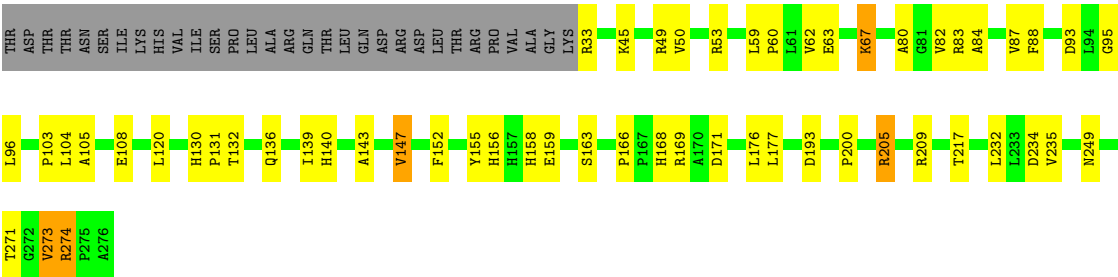 THR ASP THR THR ASN SER ILE LYS HIS VAL ILE SER PRO LEU ALA ARG GLN THR LEU GLN ASP ARG ASP LEU THR ARG PRO VAL ALA GLY LYS R33 K45 R49 V50 R53 L59 P60 L61 V62 E63 K67 A80 G81 V82 R83 A84 V87 F88 D93 L94 G95
L96 P103 L104 A105 E108 L120 H130 P131 T132 Q136 I139 H140 A143 V147 F152 Y155 H156 H157 H158 E159 S163 P166 P167 H168 R169 A170 D171 L176 L177 D193 P200 R205 R209 T217 L232 L233 D234 V235 N249
T271 G272 V273 R274 P275 A276